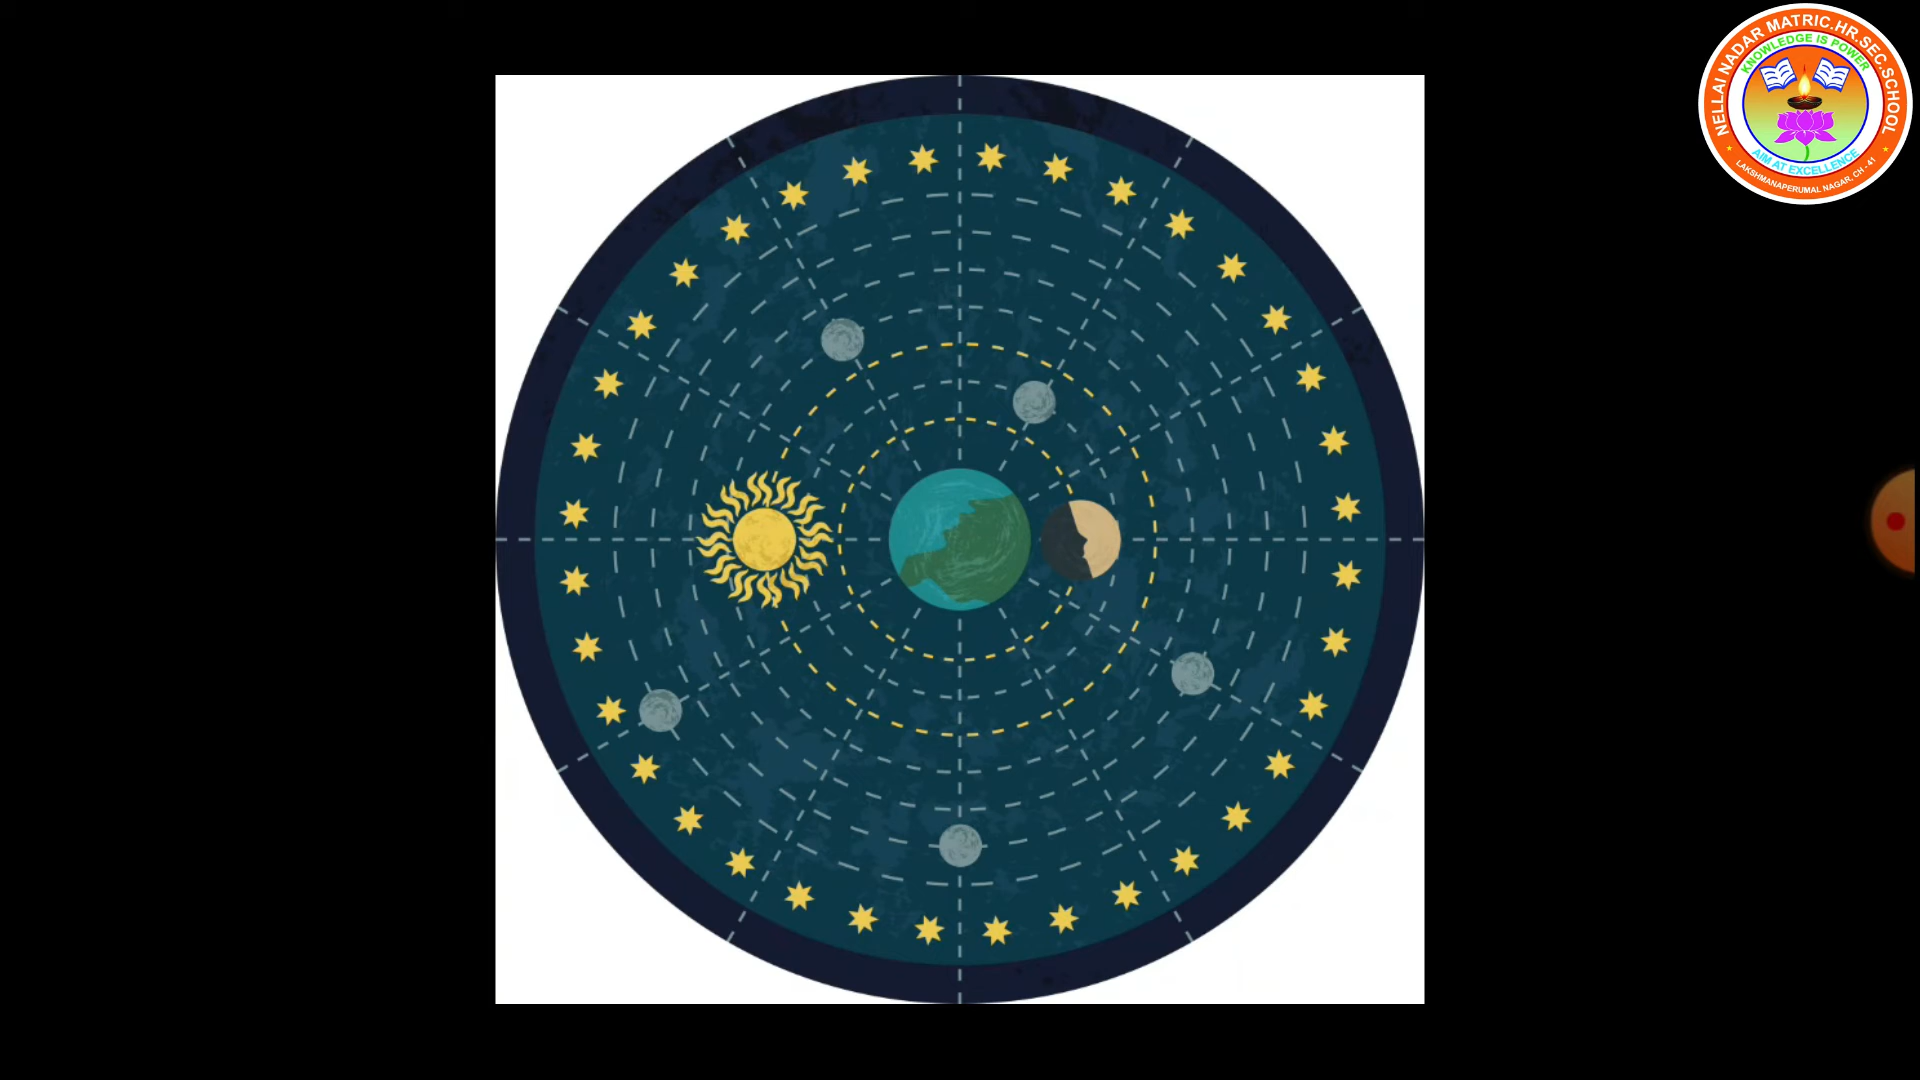 NELLAI NADAR MATRIC.HR.SEC.SCHOOL
KNOWLEDGE IS POWER
AIM AT EXCELLENCE
LAKSHMANAPERUMAL NAGAR, CH - 41